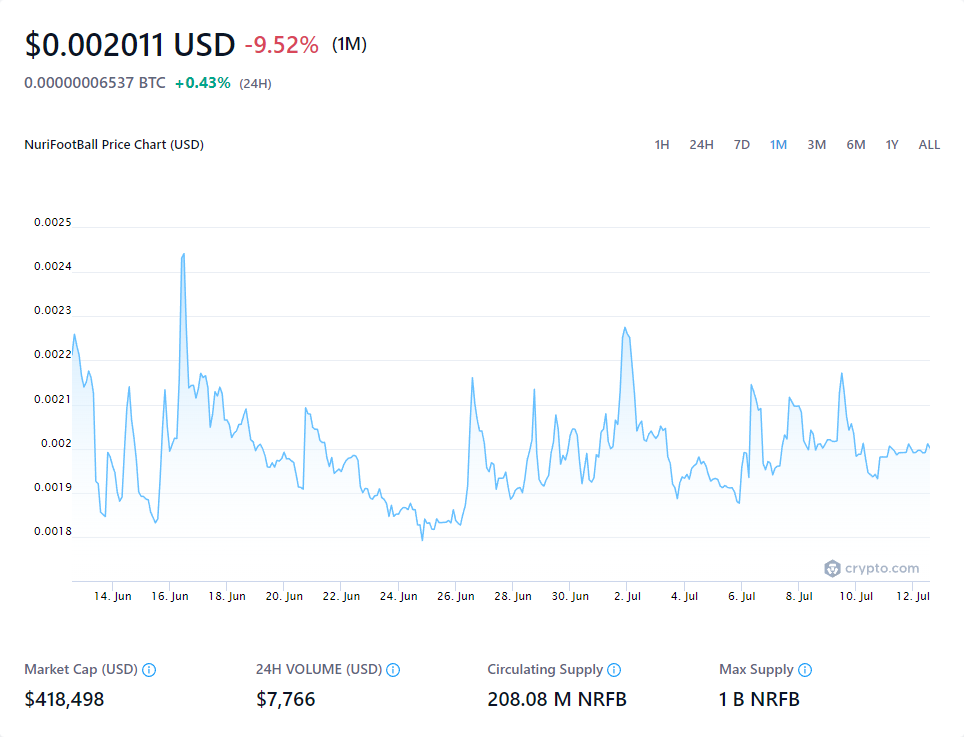 $0.002011 USD -9.52% (1M)
0.00000006537 BTC +0.43% (24H)
NuriFootBall Price Chart (USD) 1H 24H 7D 1M 3M 6M 1Y ALL
0.0025
0.0024
0.0023
0.0022
0.0021
0.002
0.0019
0.0018
crypto.com
14. Jun 16. Jun 18. Jun 20. Jun 22. Jun 24. Jun 26. Jun 28. Jun 30. Jun 2. Jul 4. Jul 6. Jul 8. Jul 10. Jul 12. Jul
Market Cap (USD) 24H VOLUME (USD) Circulating Supply Max Supply
$418,498 $7,766 208.08 M NRFB 1 B NRFB